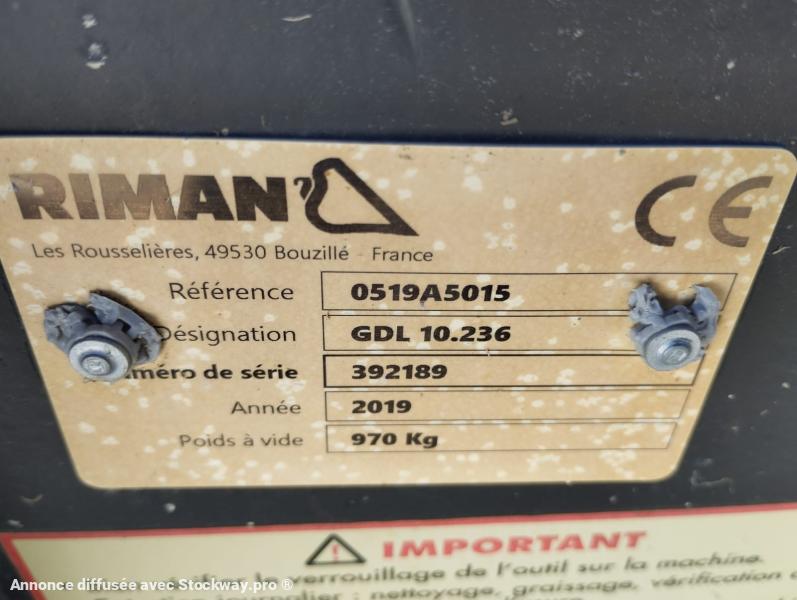 RIMAN
CE
Les Rousselières, 49530 Bouzillé - France
Référence 0519A5015
Désignation GDL 10.236
Numéro de série 392189
Année 2019
Poids à vide 970 Kg
IMPORTANT
verrouillage de l'outil sur la machine.
: nettoyage, graissage, vérification
Annonce diffusée avec Stockway.pro ®